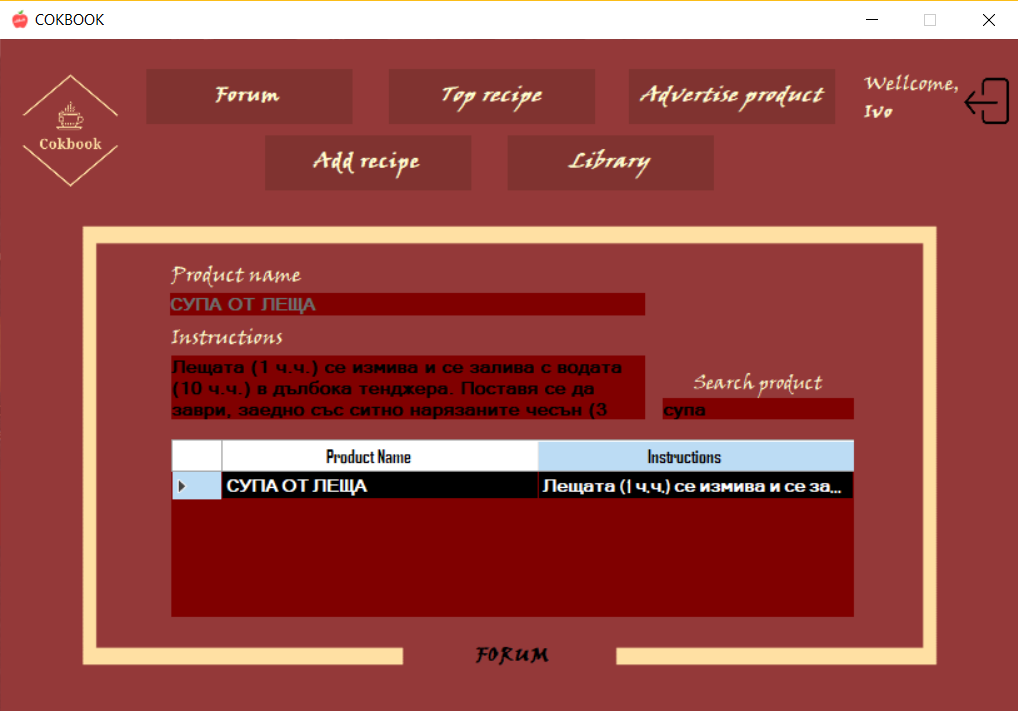 COKBOOK
Cokbook
Forum
Top recipe
Advertise product
Wellcome,
Ivo
Add recipe
Library
Product name
СУПА ОТ ЛЕЩА
Instructions
Лещата (1 ч.ч.) се измива и се залива с водата
(10 ч.ч.) в дълбока тенджера. Поставя се да
заври, заедно със ситно нарязаните чесън (3
Search product
супа
Product Name
Instructions
СУПА ОТ ЛЕЩА
Лещата (1 ч.ч.) се измива и се за...
FORUM